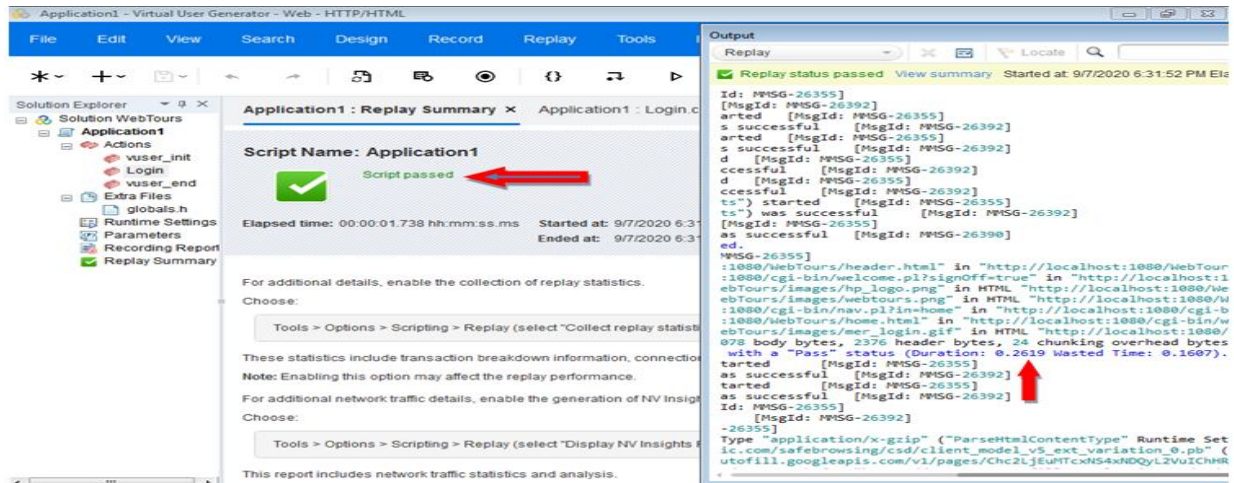 Application1 - Virtual User Generator - Web - HTTP/HTML
File Edit View Search Design Record Replay Tools
Solution Explorer
Solution WebTours
Application1
Actions
vuser_init
Login
vuser_end
Extra Files
globals.h
Runtime Settings
Parameters
Recording Report
Replay Summary
Application1 : Replay Summary × Application1 : Login.c
Script Name: Application1
Script passed
Elapsed time: 00:00:01.738 hh:mm:ss.ms Started at: 9/7/2020 6:31
Ended at: 9/7/2020 6:3
For additional details, enable the collection of replay statistics.
Choose:
Tools > Options > Scripting > Replay (select "Collect replay statisti
These statistics include transaction breakdown information, connection
Note: Enabling this option may affect the replay performance.
For additional network traffic details, enable the generation of NV Insigh
Choose:
Tools > Options > Scripting > Replay (select "Display NV Insights
This report includes network traffic statistics and analysis.
Output
Replay Locate
Replay status passed View summary Started at: 9/7/2020 6:31:52 PM Ela
Id: MMSG-26355]
[MsgId: MMSG-26392]
arted [MsgId: MMSG-26355]
s successful [MsgId: MMSG-26392]
arted [MsgId: MMSG-26355]
s successful [MsgId: MMSG-26392]
d [MsgId: MMSG-26355]
ccessful [MsgId: MMSG-26392]
d [MsgId: MMSG-26355]
ccessful [MsgId: MMSG-26392]
ts") started [MsgId: MMSG-26355]
ts") was successful [MsgId: MMSG-26392]
[MsgId: MMSG-26355]
as successful [MsgId: MMSG-26390]
ed.
MMSG-26355]
:1080/WebTours/header.html" in "http://localhost:1080/WebTour
:1080/cgi-bin/welcome.pl?signOff=true" in "http://localhost:1
ebTours/images/hp_logo.png" in HTML "http://localhost:1080/We
ebTours/images/webtours.png" in HTML "http://localhost:1080/W
:1080/cgi-bin/nav.pl?in=home" in "http://localhost:1080/cgi-b
:1080/WebTours/home.html" in "http://localhost:1080/cgi-bin/w
ebTours/images/mer_login.gif" in HTML "http://localhost:1080/
078 body bytes, 2376 header bytes, 24 chunking overhead bytes
with a "Pass" status (Duration: 0.2619 Wasted Time: 0.1607).
tarted [MsgId: MMSG-26355]
as successful [MsgId: MMSG-26392]
tarted [MsgId: MMSG-26355]
as successful [MsgId: MMSG-26392]
Id: MMSG-26355]
[MsgId: MMSG-26392]
-26355]
Type "application/x-gzip" ("ParseHtmlContentType" Runtime Set
ic.com/safebrowsing/csd/client_model_v5_ext_variation_0.pb" (